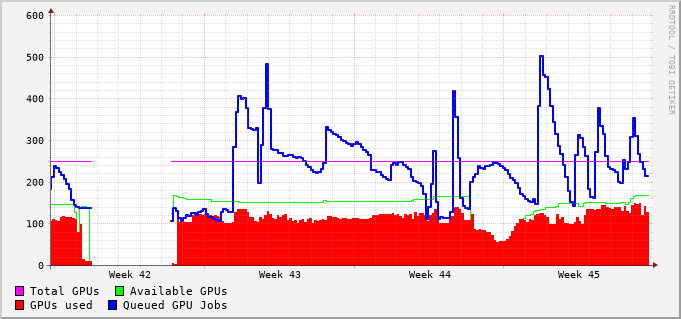 600
500
400
300
200
100
0
Week 42 Week 43 Week 44 Week 45
Total GPUs Available GPUs
GPUs used Queued GPU Jobs
RRDTOOL / TOBI OETIKER